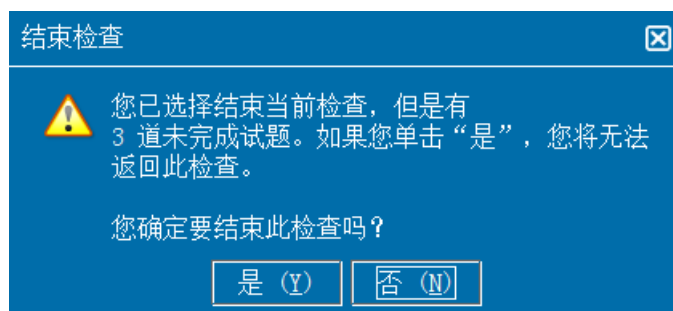 结束检查
您已选择结束当前检查，但是有
3 道未完成试题。如果您单击“是”，您将无法
返回此检查。
您确定要结束此检查吗？
是 (Y)
否 (N)